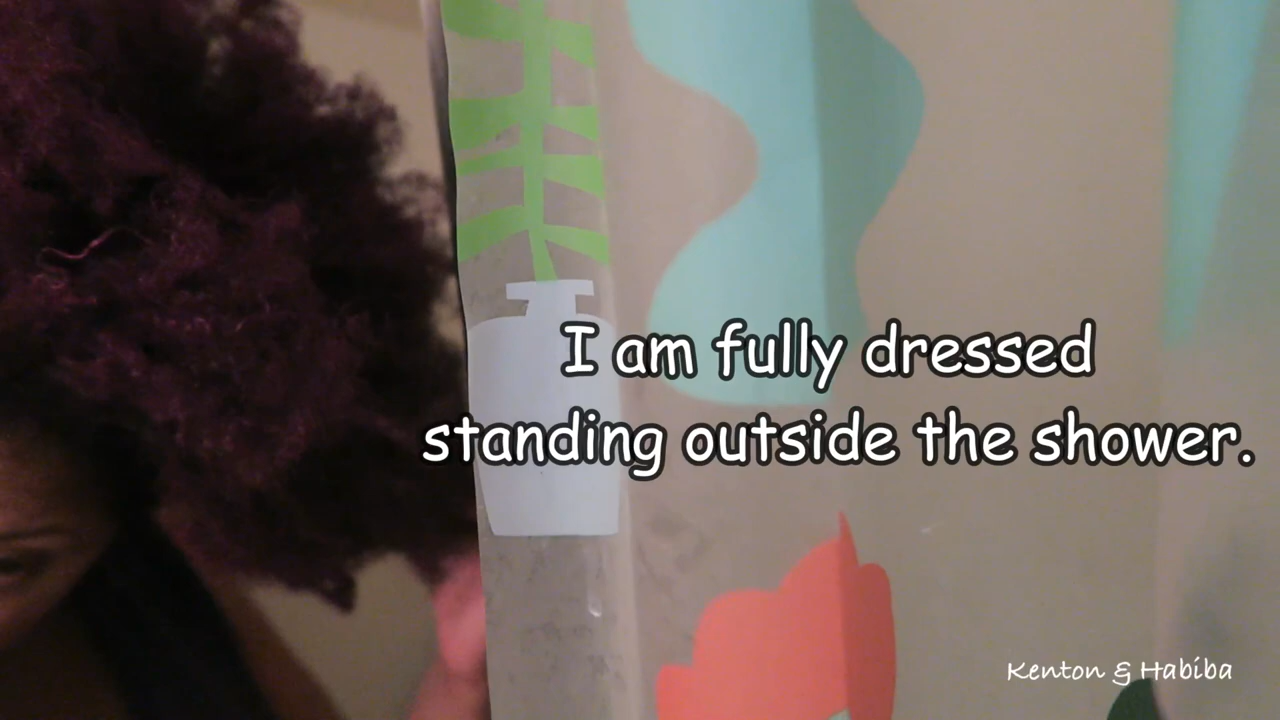 I am fully dressed
standing outside the shower.
Kenton & Habiba